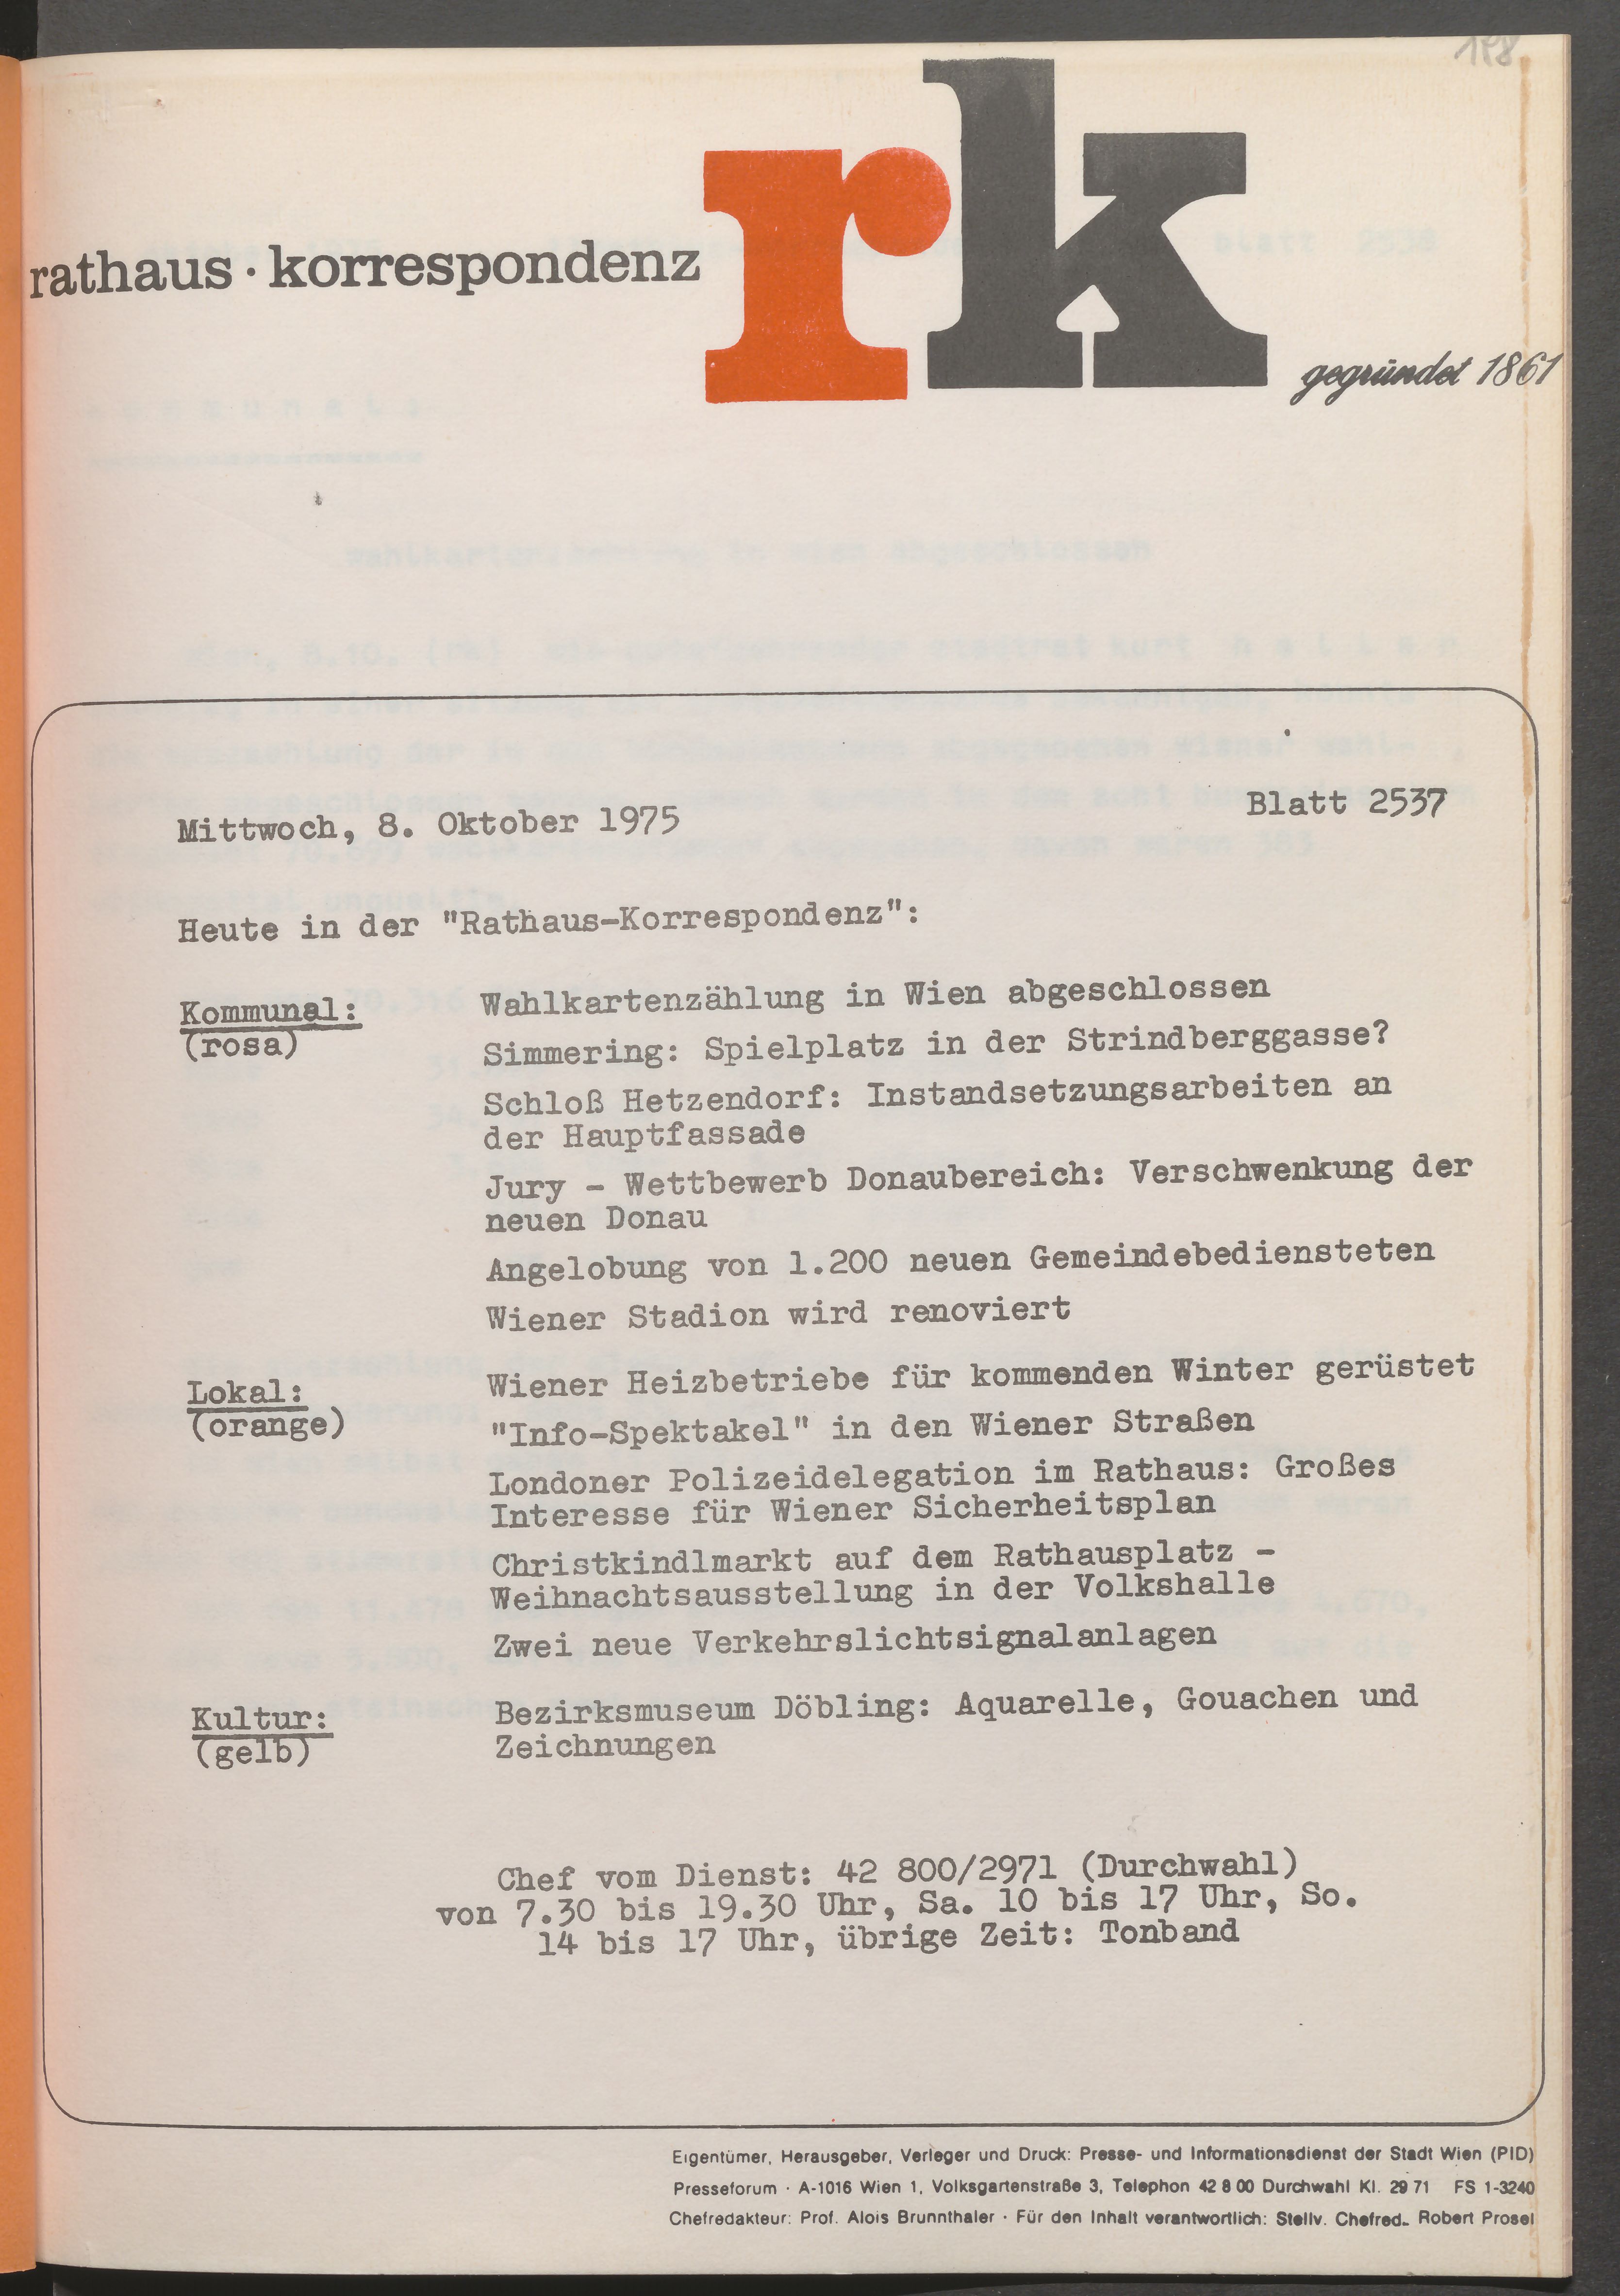 198
rk
rathaus · korrespondenz
gegründet 1861
Mittwoch, 8. Oktober 1975
Blatt 2537
Heute in der "Rathaus-Korrespondenz":
Kommunal:
(rosa)
Wahlkartenzählung in Wien abgeschlossen
Simmering: Spielplatz in der Strindberggasse?
Schloß Hetzendorf: Instandsetzungsarbeiten an
der Hauptfassade
Jury - Wettbewerb Donaubereich: Verschwenkung der
neuen Donau
Angelobung von 1.200 neuen Gemeindebediensteten
Wiener Stadion wird renoviert
Lokal:
(orange)
Wiener Heizbetriebe für kommenden Winter gerüstet
"Info-Spektakel" in den Wiener Straßen
Londoner Polizeidelegation im Rathaus: Großes
Interesse für Wiener Sicherheitsplan
Christkindlmarkt auf dem Rathausplatz -
Weihnachtsausstellung in der Volkshalle
Zwei neue Verkehrslichtsignalanlagen
Kultur:
(gelb)
Bezirksmuseum Döbling: Aquarelle, Gouachen und
Zeichnungen
Chef vom Dienst: 42 800/2971 (Durchwahl)
von 7.30 bis 19.30 Uhr, Sa. 10 bis 17 Uhr, So.
14 bis 17 Uhr, übrige Zeit: Tonband
Eigentümer, Herausgeber, Verleger und Druck: Presse- und Informationsdienst der Stadt Wien (PID)
Presseforum · A-1016 Wien 1, Volksgartenstraße 3, Telephon 42 8 00 Durchwahl Kl. 29 71 FS 1-3240
Chefredakteur: Prof. Alois Brunnthaler · Für den Inhalt verantwortlich: Stellv. Chefred. Robert Prosel